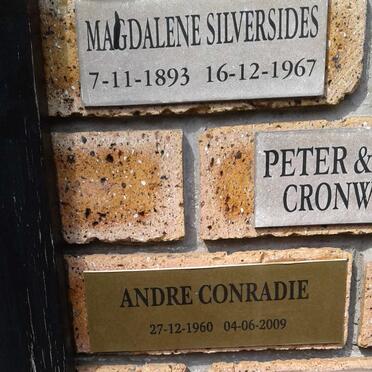 MAGDALENE SILVERSIDES
7-11-1893 16-12-1967
PETER &
CRONW
ANDRE CONRADIE
27-12-1960 04-06-2009